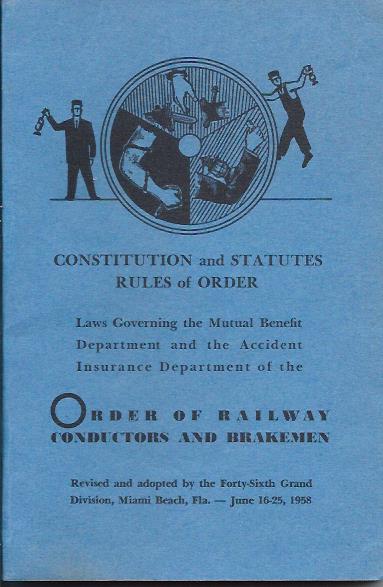 CONSTITUTION and STATUTES
RULES of ORDER
Laws Governing the Mutual Benefit
Department and the Accident
Insurance Department of the
ORDER OF RAILWAY
CONDUCTORS AND BRAKEMEN
Revised and adopted by the Forty-Sixth Grand
Division, Miami Beach, Fla. — June 16-25, 1958